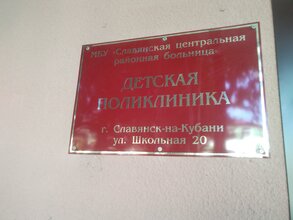 МБУ «Славянская центральная
районная больница»
ДЕТСКАЯ
ПОЛИКЛИНИКА
г. Славянск-на-Кубани
ул. Школьная 20